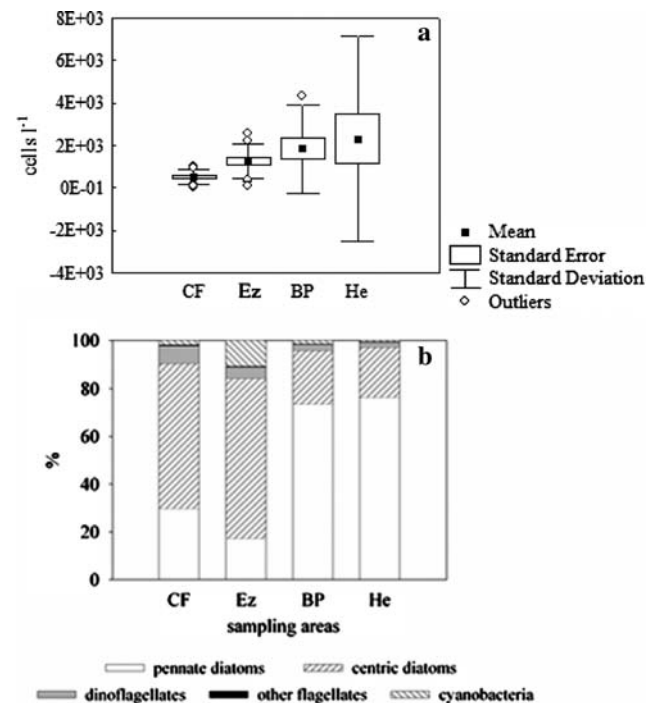 8E+03
a
6E+03
4E+03
2E+03
0E-01
-2E+03
-4E+03
cells l-1
CF Ez BP He
Mean
Standard Error
Standard Deviation
Outliers
100
b
80
60
40
20
0
%
CF Ez BP He
sampling areas
pennate diatoms centric diatoms
dinoflagellates other flagellates cyanobacteria